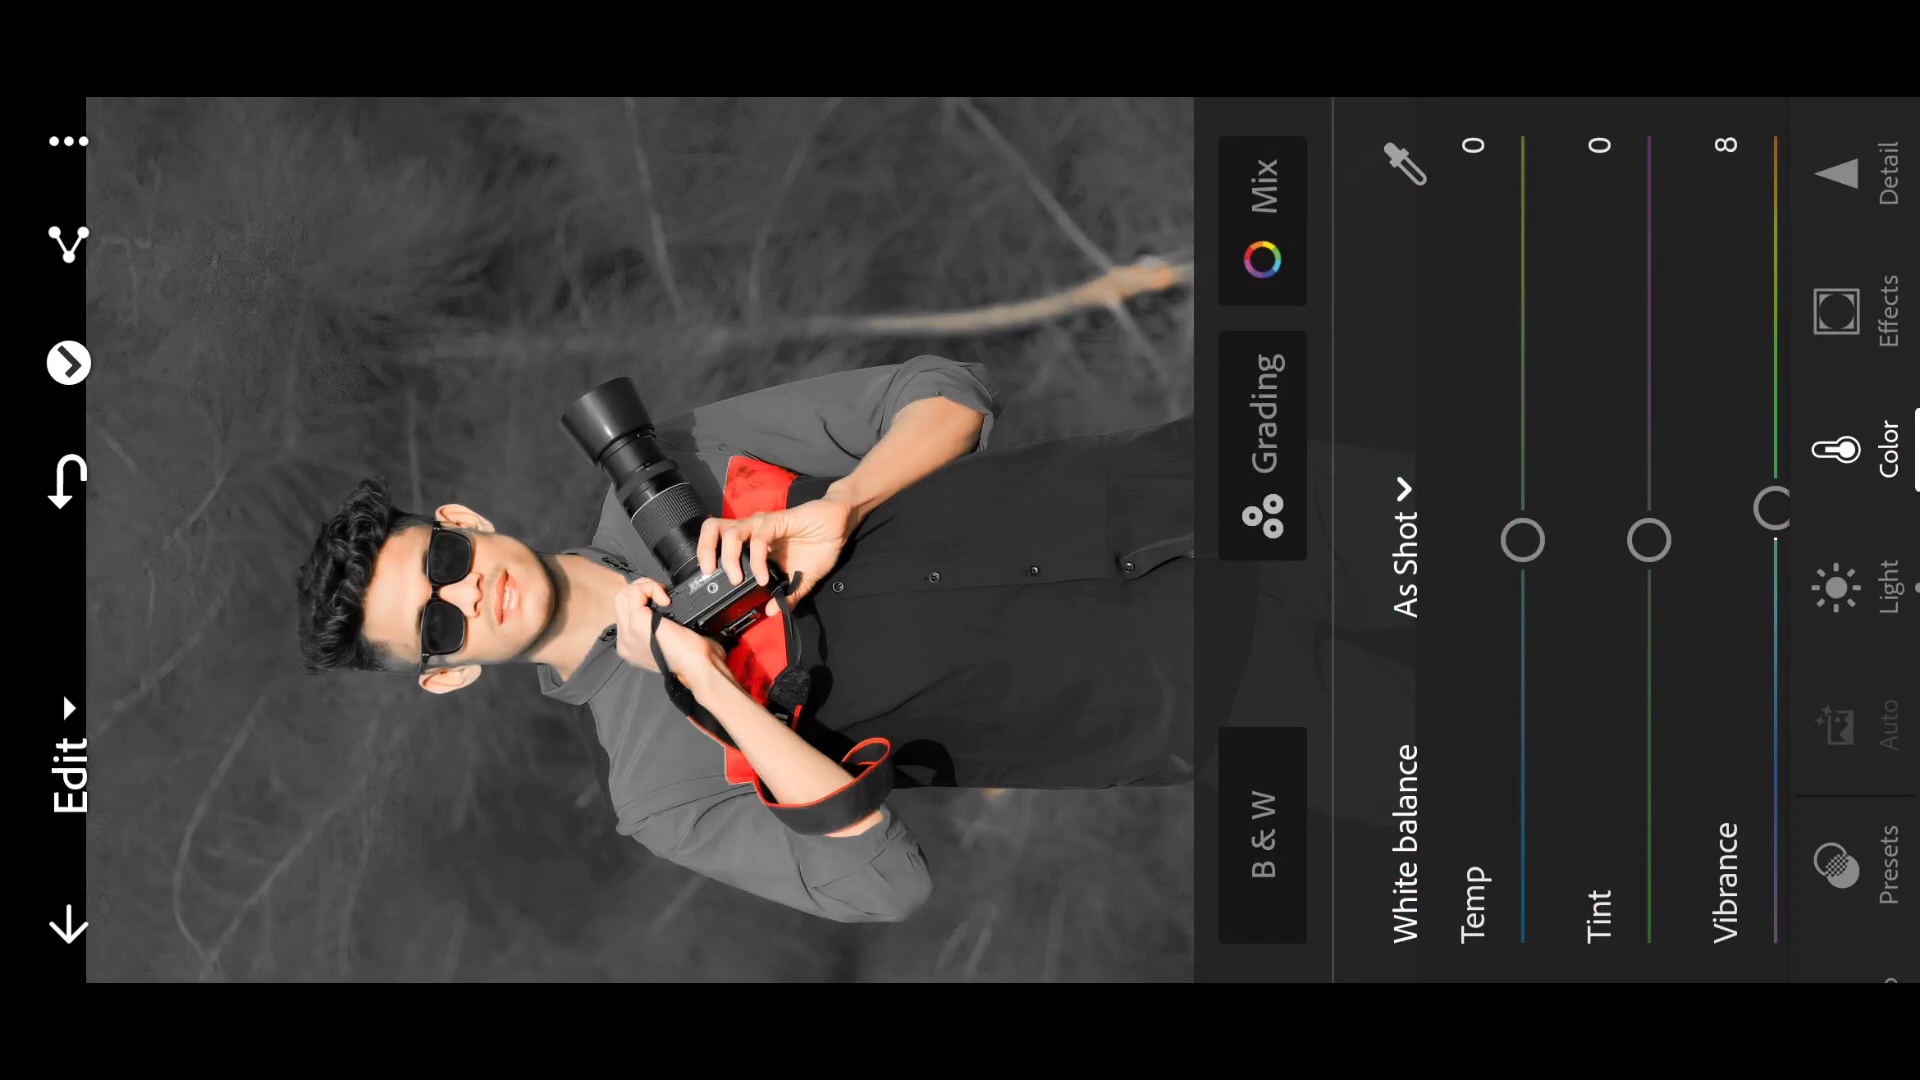 Edit
B & W
Grading
Mix
White balance
As Shot
Temp
0
Tint
0
Vibrance
8
Presets
Auto
Light
Color
Effects
Detail